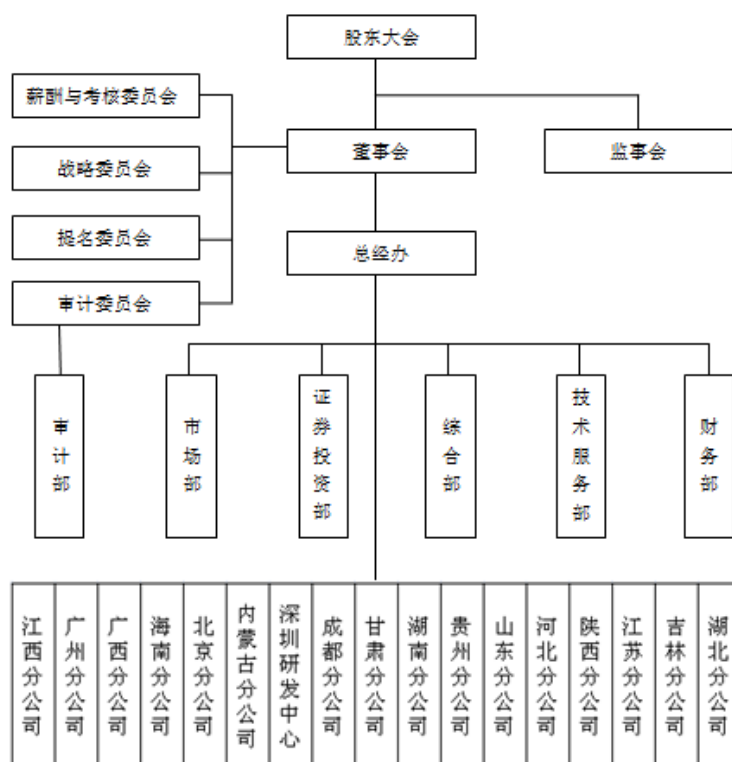 股东大会
薪酬与考核委员会
董事会
监事会
战略委员会
提名委员会
总经办
审计委员会
审计部
市场部
证券投资部
综合部
技术服务部
财务部
江西分公司
广州分公司
广西分公司
海南分公司
北京分公司
内蒙古分公司
深圳研发中心
成都分公司
甘肃分公司
湖南分公司
贵州分公司
山东分公司
河北分公司
陕西分公司
江苏分公司
吉林分公司
湖北分公司